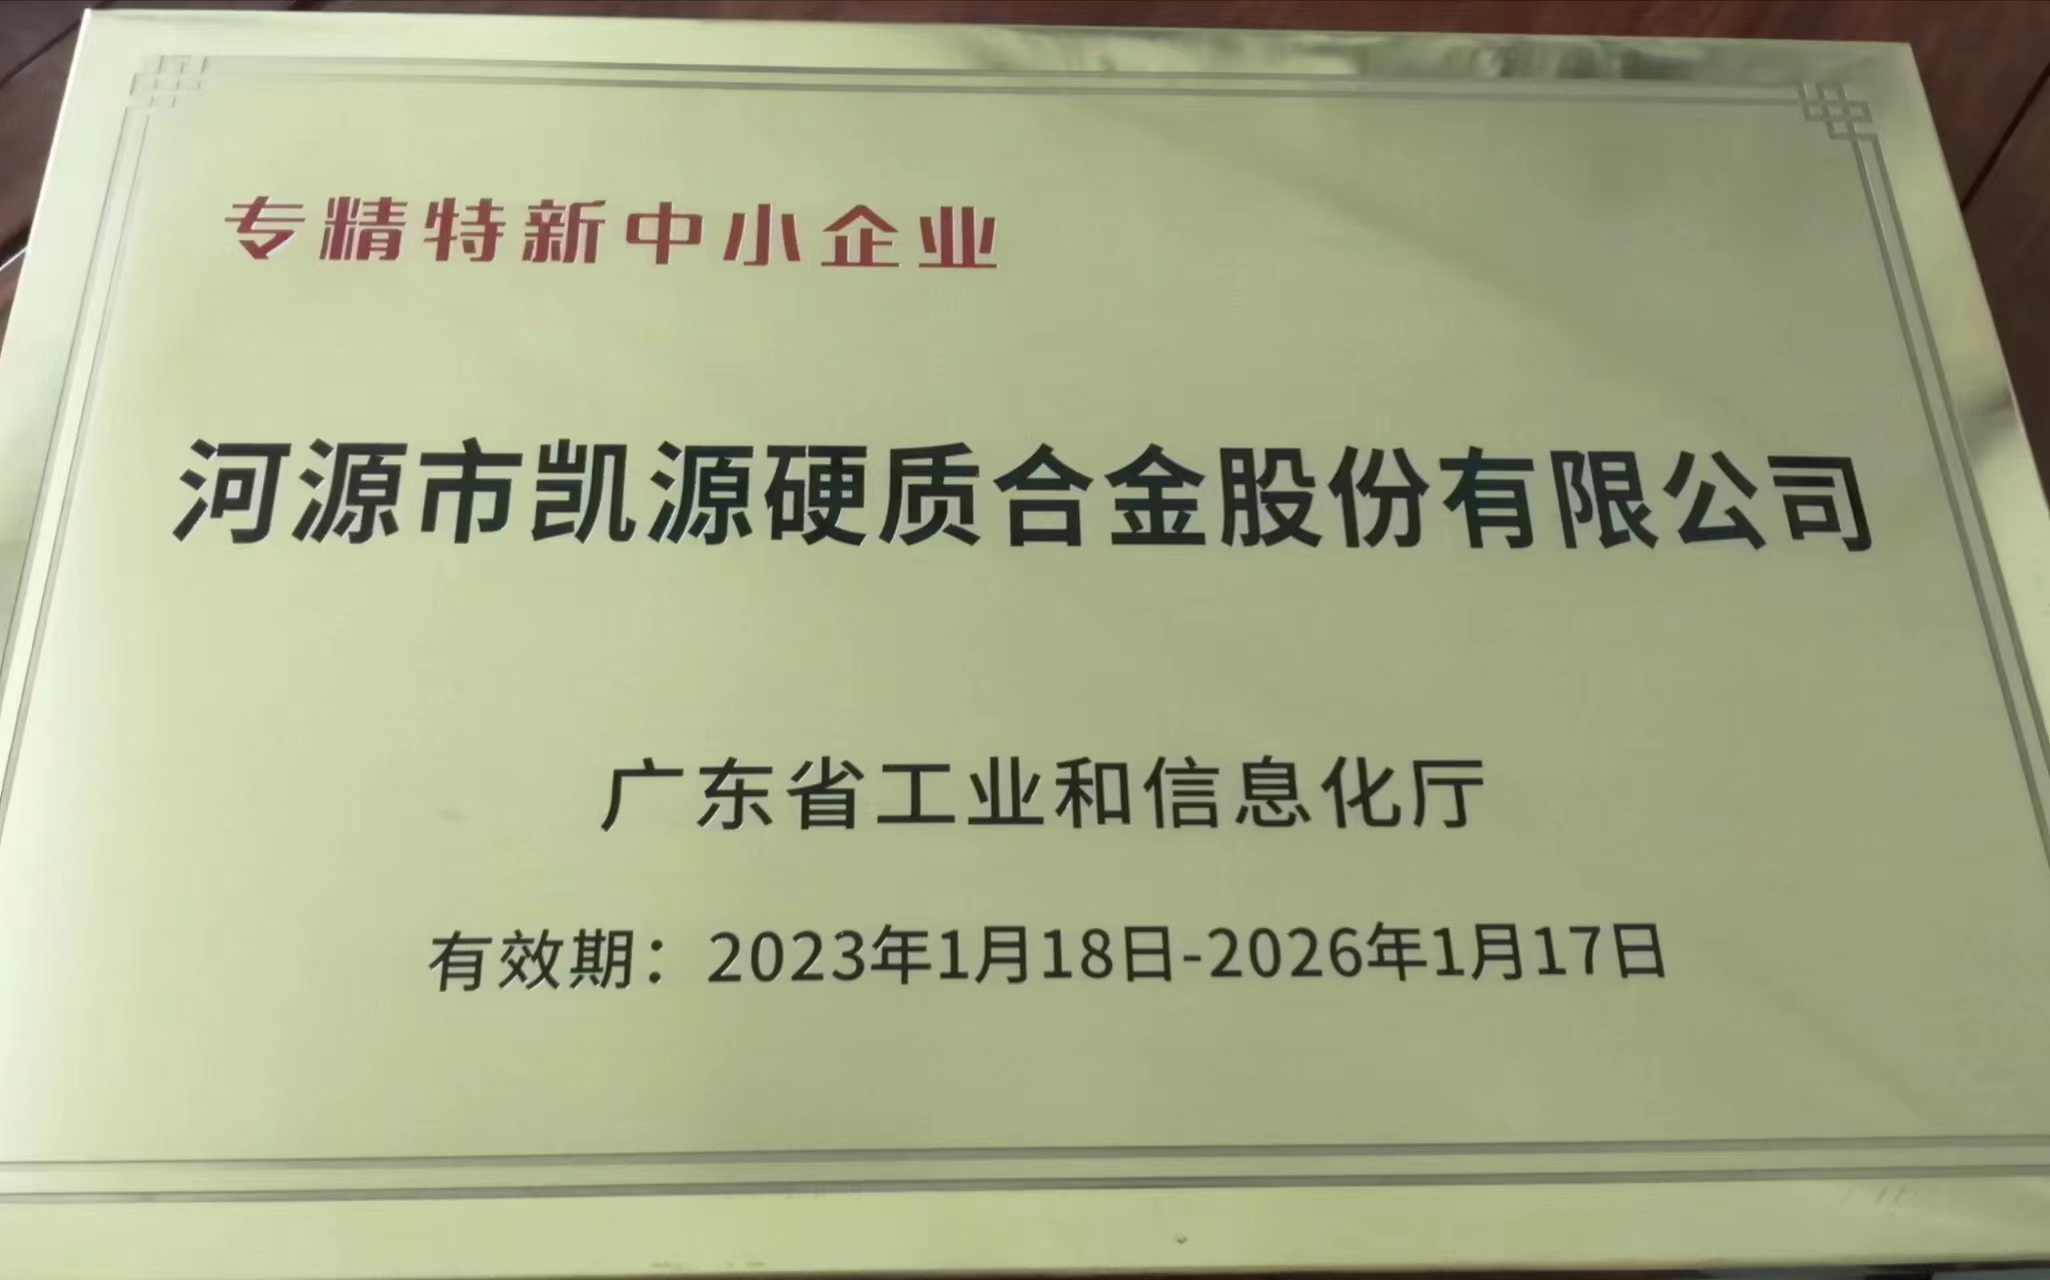 专精特新中小企业
河源市凯源硬质合金股份有限公司
广东省工业和信息化厅
有效期：2023年1月18日-2026年1月17日